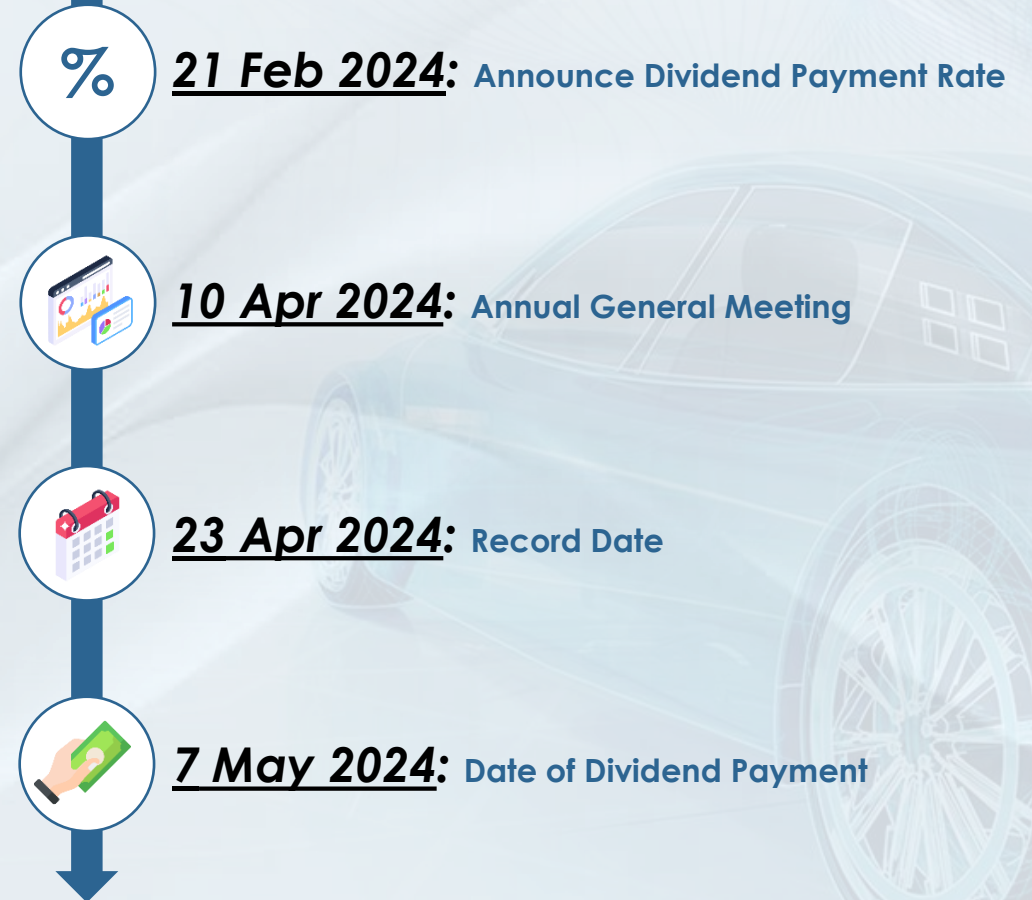 %
21 Feb 2024: Announce Dividend Payment Rate
10 Apr 2024: Annual General Meeting
23 Apr 2024: Record Date
7 May 2024: Date of Dividend Payment